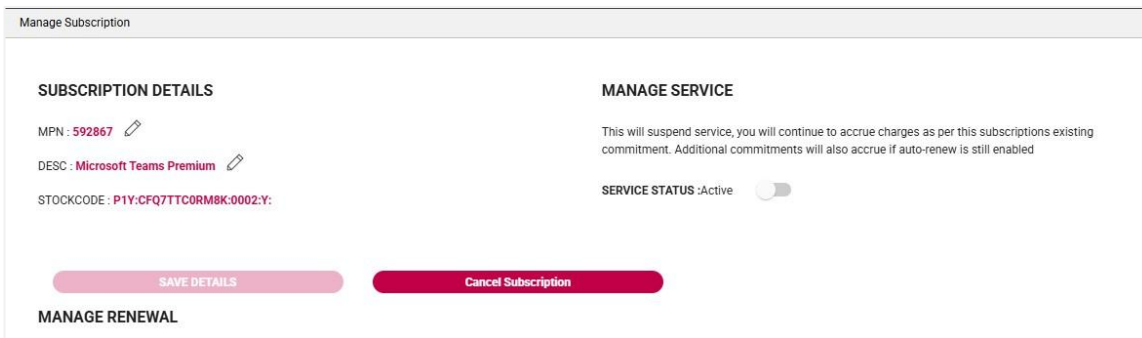 Manage Subscription
SUBSCRIPTION DETAILS
MPN : 592867
DESC : Microsoft Teams Premium
STOCKCODE : P1Y:CFQ7TTC0RM8K:0002:Y:
MANAGE SERVICE
This will suspend service, you will continue to accrue charges as per this subscriptions existing
commitment. Additional commitments will also accrue if auto-renew is still enabled
SERVICE STATUS :Active
SAVE DETAILS
Cancel Subscription
MANAGE RENEWAL